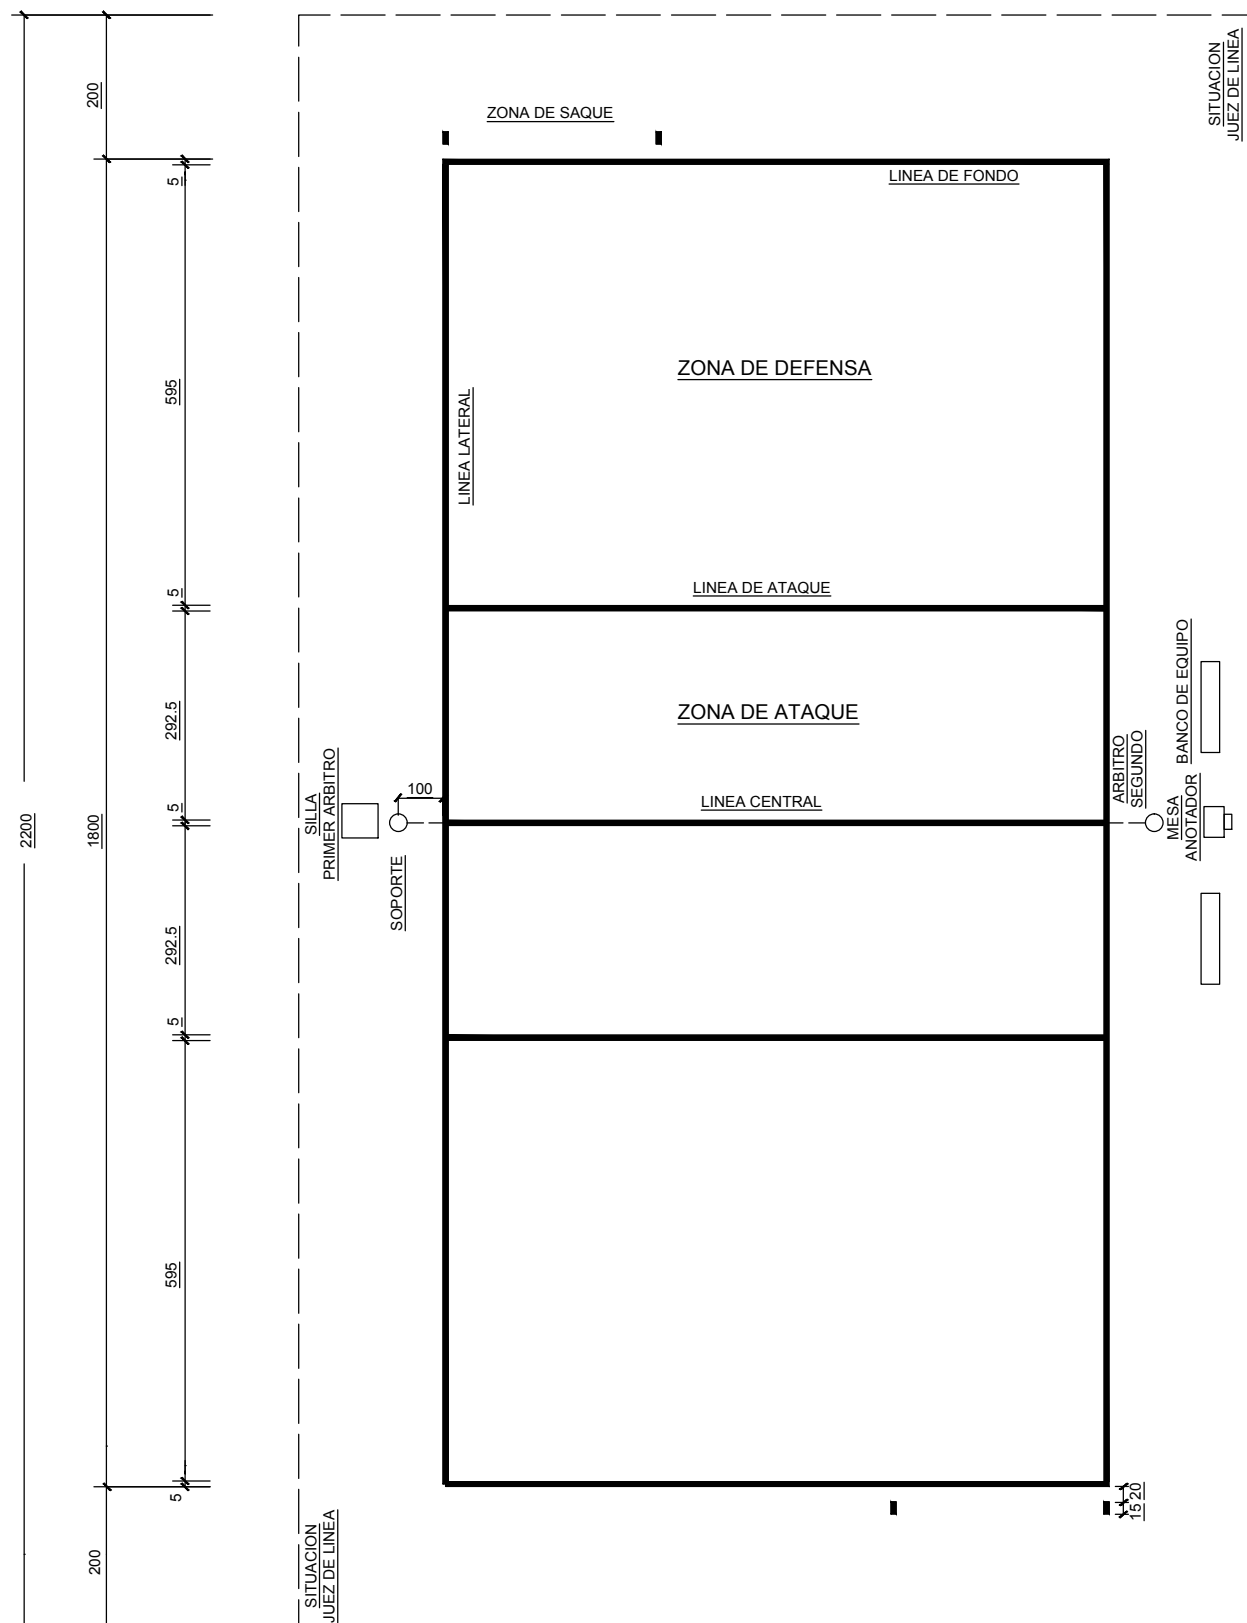 SITUACION
JUEZ DE LINEA
200
ZONA DE SAQUE
5
LINEA DE FONDO
595
ZONA DE DEFENSA
LINEA LATERAL
5
LINEA DE ATAQUE
292.5
ZONA DE ATAQUE
BANCO DE EQUIPO
ARBITRO
SEGUNDO
100
SILLA
PRIMER ARBITRO
5
LINEA CENTRAL
MESA
ANOTADOR
2200
1800
SOPORTE
292.5
5
595
5
15 20
200
SITUACION
JUEZ DE LINEA